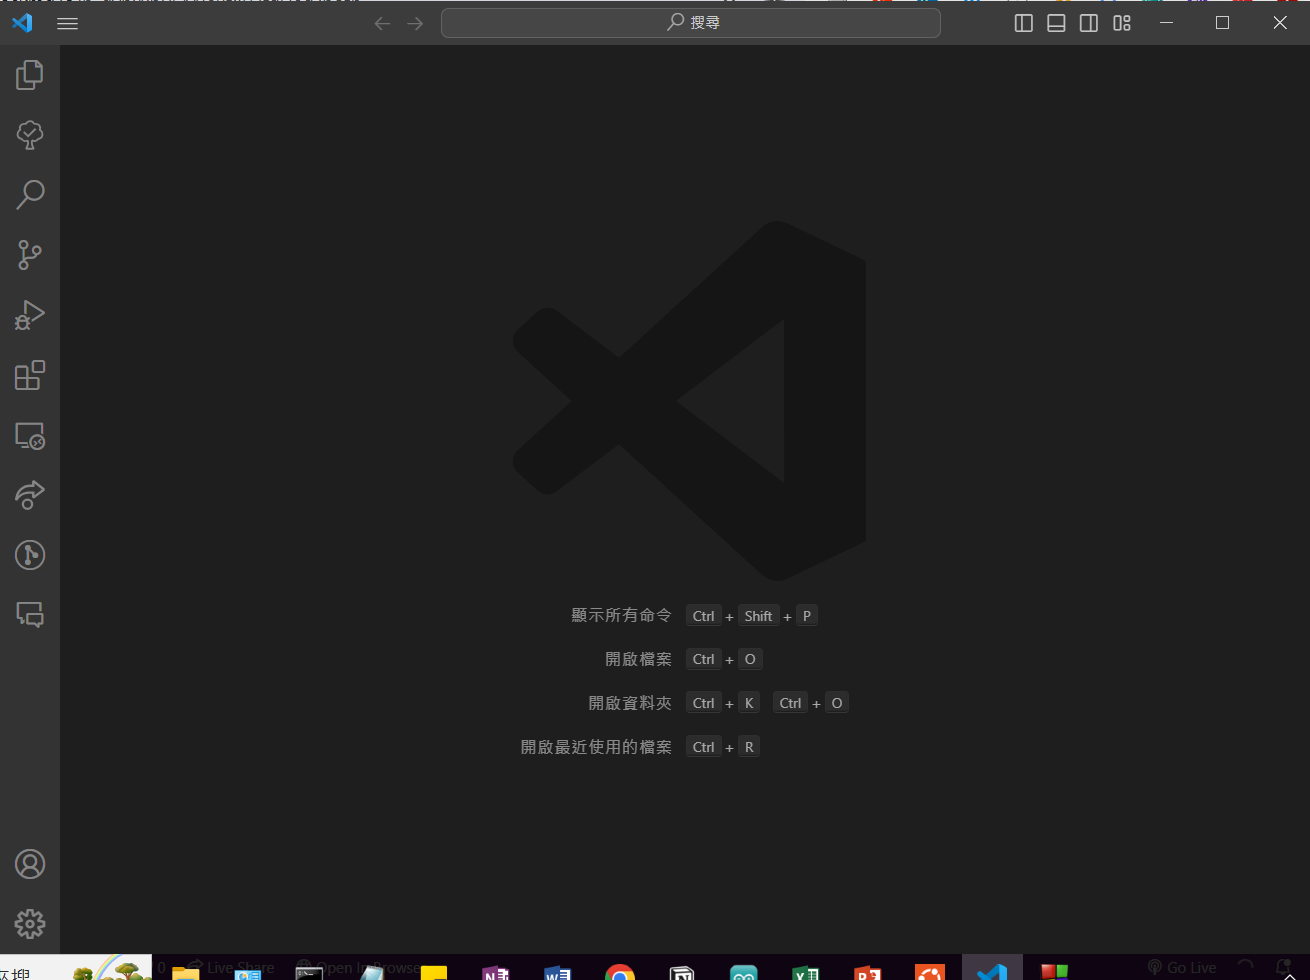 搜尋
顯示所有命令 Ctrl + Shift + P
開啟檔案 Ctrl + O
開啟資料夾 Ctrl + K Ctrl + O
開啟最近使用的檔案 Ctrl + R
0 Live Share Open In Browse Go Live